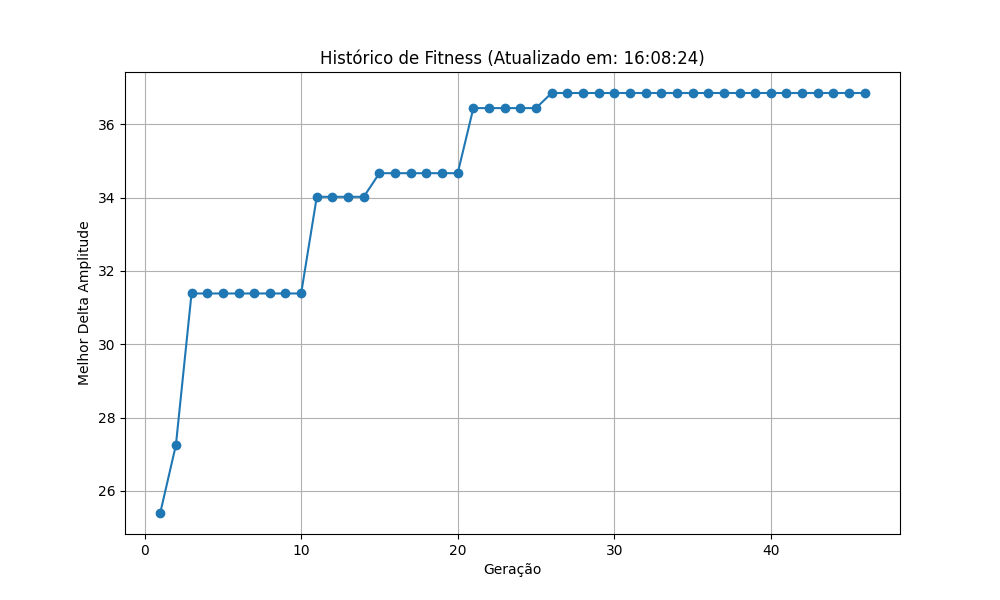 Histórico de Fitness (Atualizado em: 16:08:24)
Melhor Delta Amplitude
36
34
32
30
28
26
0 10 20 30 40
Geração